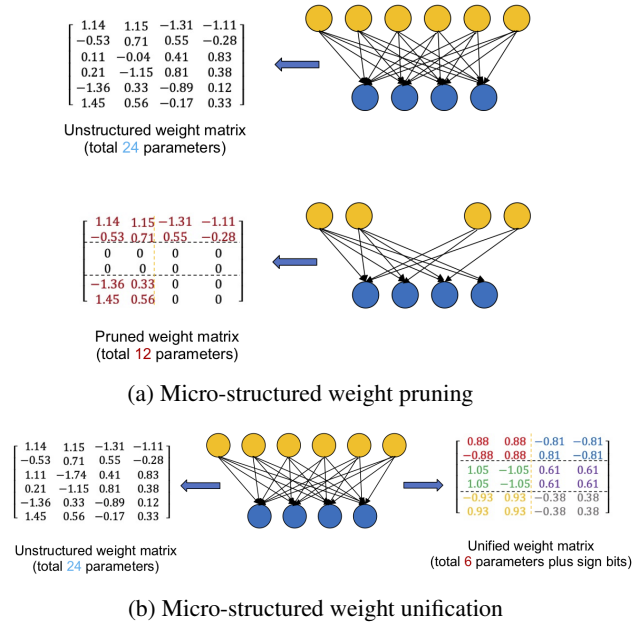 1.14 1.15 −1.31 −1.11
−0.53 0.71 0.55 −0.28
0.11 −0.04 0.41 0.83
0.21 −1.15 0.81 0.38
−1.36 0.33 −0.89 0.12
1.45 0.56 −0.17 0.33
Unstructured weight matrix
(total 24 parameters)
1.14 1.15 −1.31 −1.11
−0.53 0.71 0.55 −0.28
0 0 0 0
0 0 0 0
−1.36 0.33 0 0
1.45 0.56 0 0
Pruned weight matrix
(total 12 parameters)
(a) Micro-structured weight pruning
1.14 1.15 −1.31 −1.11
−0.53 0.71 0.55 −0.28
1.11 −1.74 0.41 0.83
0.21 −1.15 0.81 0.38
−1.36 0.33 −0.89 0.12
1.45 0.56 −0.17 0.33
Unstructured weight matrix
(total 24 parameters)
0.88 0.88 −0.81 −0.81
−0.88 0.88 0.81 −0.81
1.05 −1.05 0.61 0.61
1.05 −1.05 0.61 0.61
−0.93 0.93 −0.38 0.38
0.93 0.93 −0.38 0.38
Unified weight matrix
(total 6 parameters plus sign bits)
(b) Micro-structured weight unification